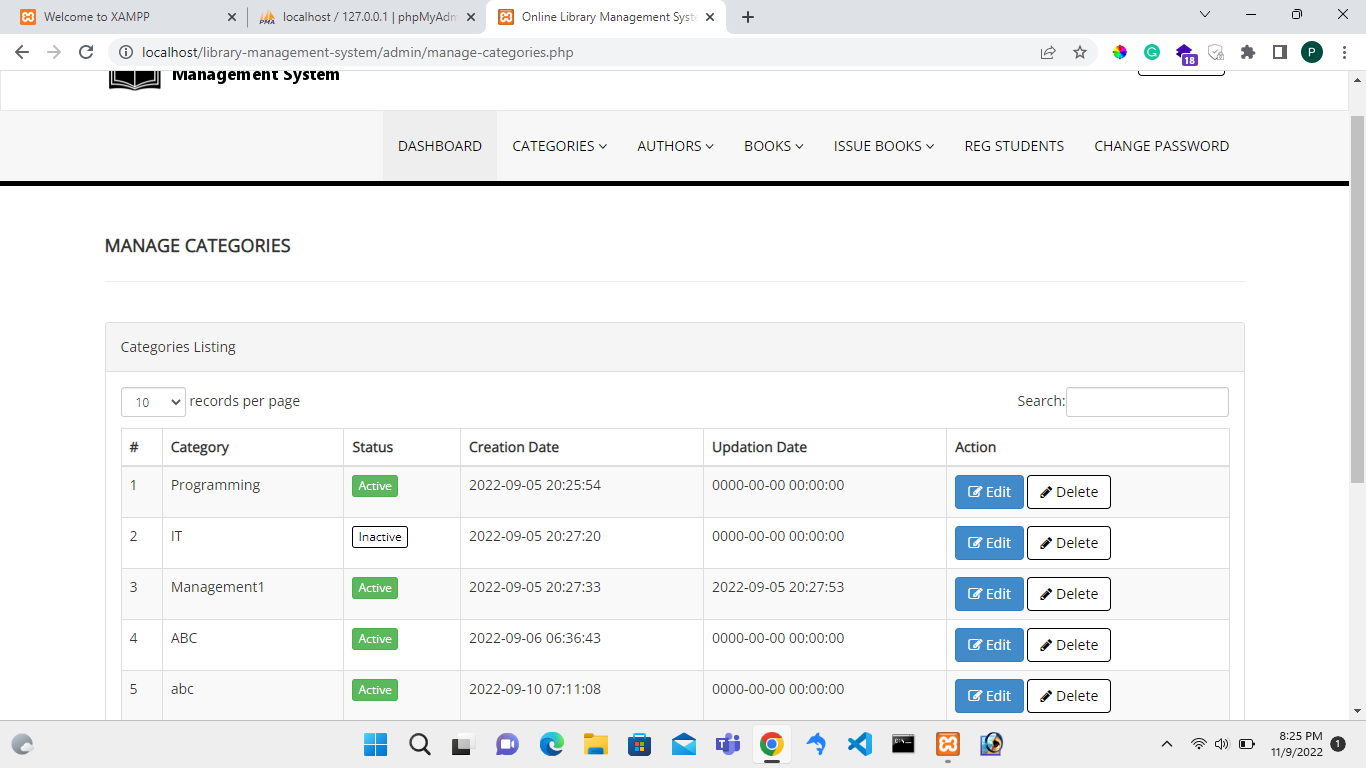 Welcome to XAMPP
localhost / 127.0.0.1 | phpMyAdm
Online Library Management Syst
localhost/library-management-system/admin/manage-categories.php
18
P
Management System
DASHBOARD CATEGORIES AUTHORS BOOKS ISSUE BOOKS REG STUDENTS CHANGE PASSWORD
MANAGE CATEGORIES
Categories Listing
10 records per page Search:
# Category Status Creation Date Updation Date Action
1 Programming Active 2022-09-05 20:25:54 0000-00-00 00:00:00 Edit Delete
2 IT Inactive 2022-09-05 20:27:20 0000-00-00 00:00:00 Edit Delete
3 Management1 Active 2022-09-05 20:27:33 2022-09-05 20:27:53 Edit Delete
4 ABC Active 2022-09-06 06:36:43 0000-00-00 00:00:00 Edit Delete
5 abc Active 2022-09-10 07:11:08 0000-00-00 00:00:00 Edit Delete
8:25 PM
11/9/2022
1